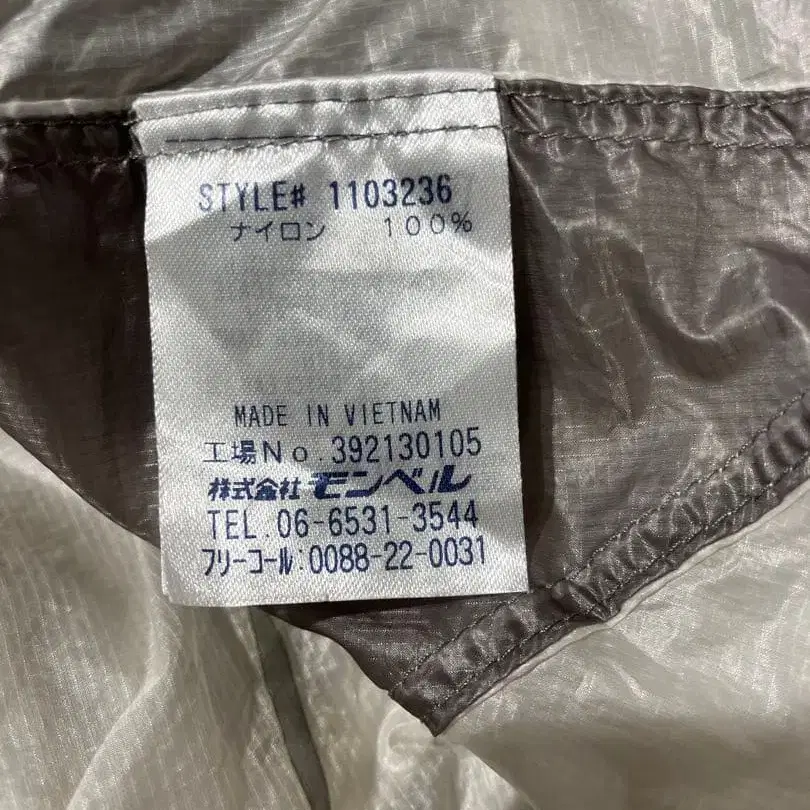 STYLE# 1103236
ナイロン 100%
MADE IN VIETNAM
工場No.392130105
株式会社 モンベル
TEL.06-6531-3544
フリーコール:0088-22-0031